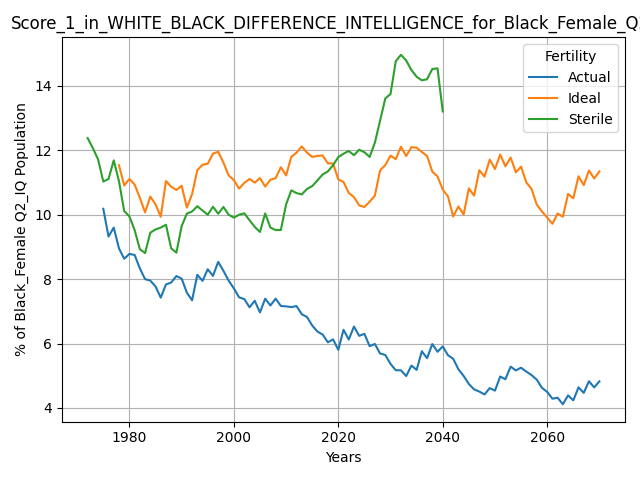 Score_1_in_WHITE_BLACK_DIFFERENCE_INTELLIGENCE_for_Black_Female_Q
Fertility
Actual
Ideal
Sterile
% of Black_Female Q2_IQ Population
14
12
10
8
6
4
1980 2000 2020 2040 2060
Years